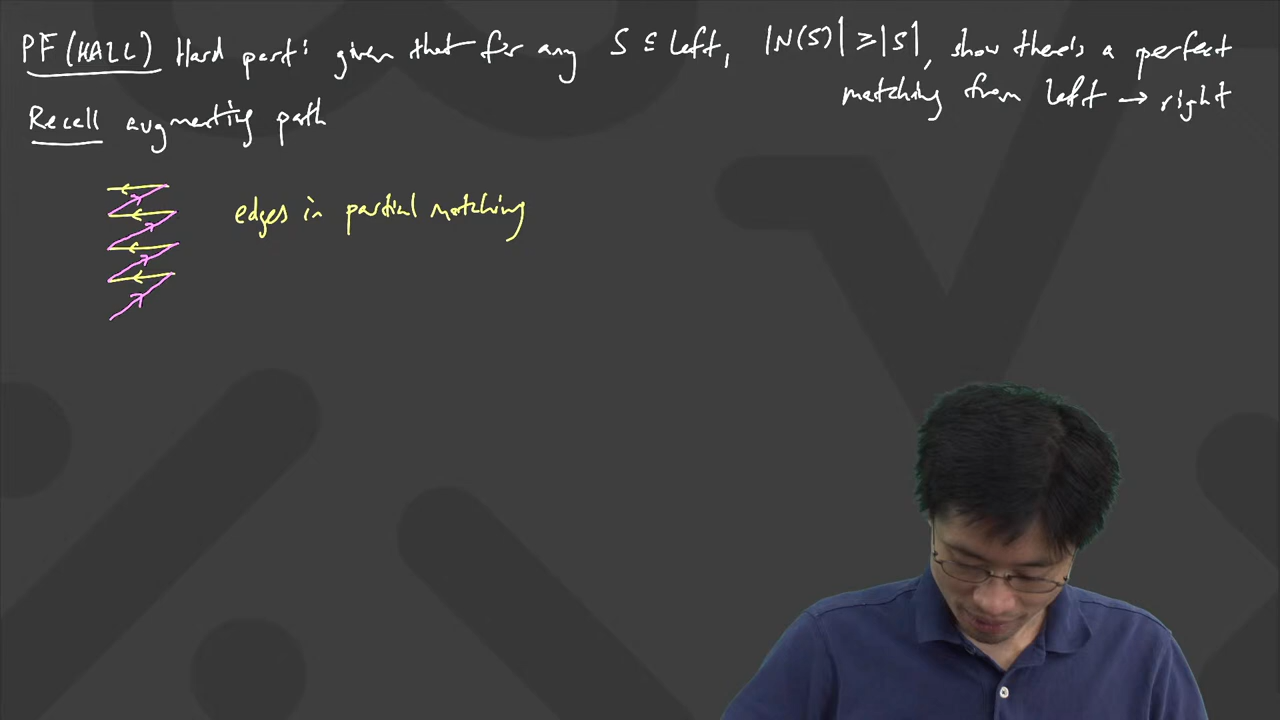 PF (HALL) Hard part: given that for any S ⊆ left, |N(S)| ≥ |S|, show there's a perfect
matching from left → right
Recall augmenting path
edges in partial matching